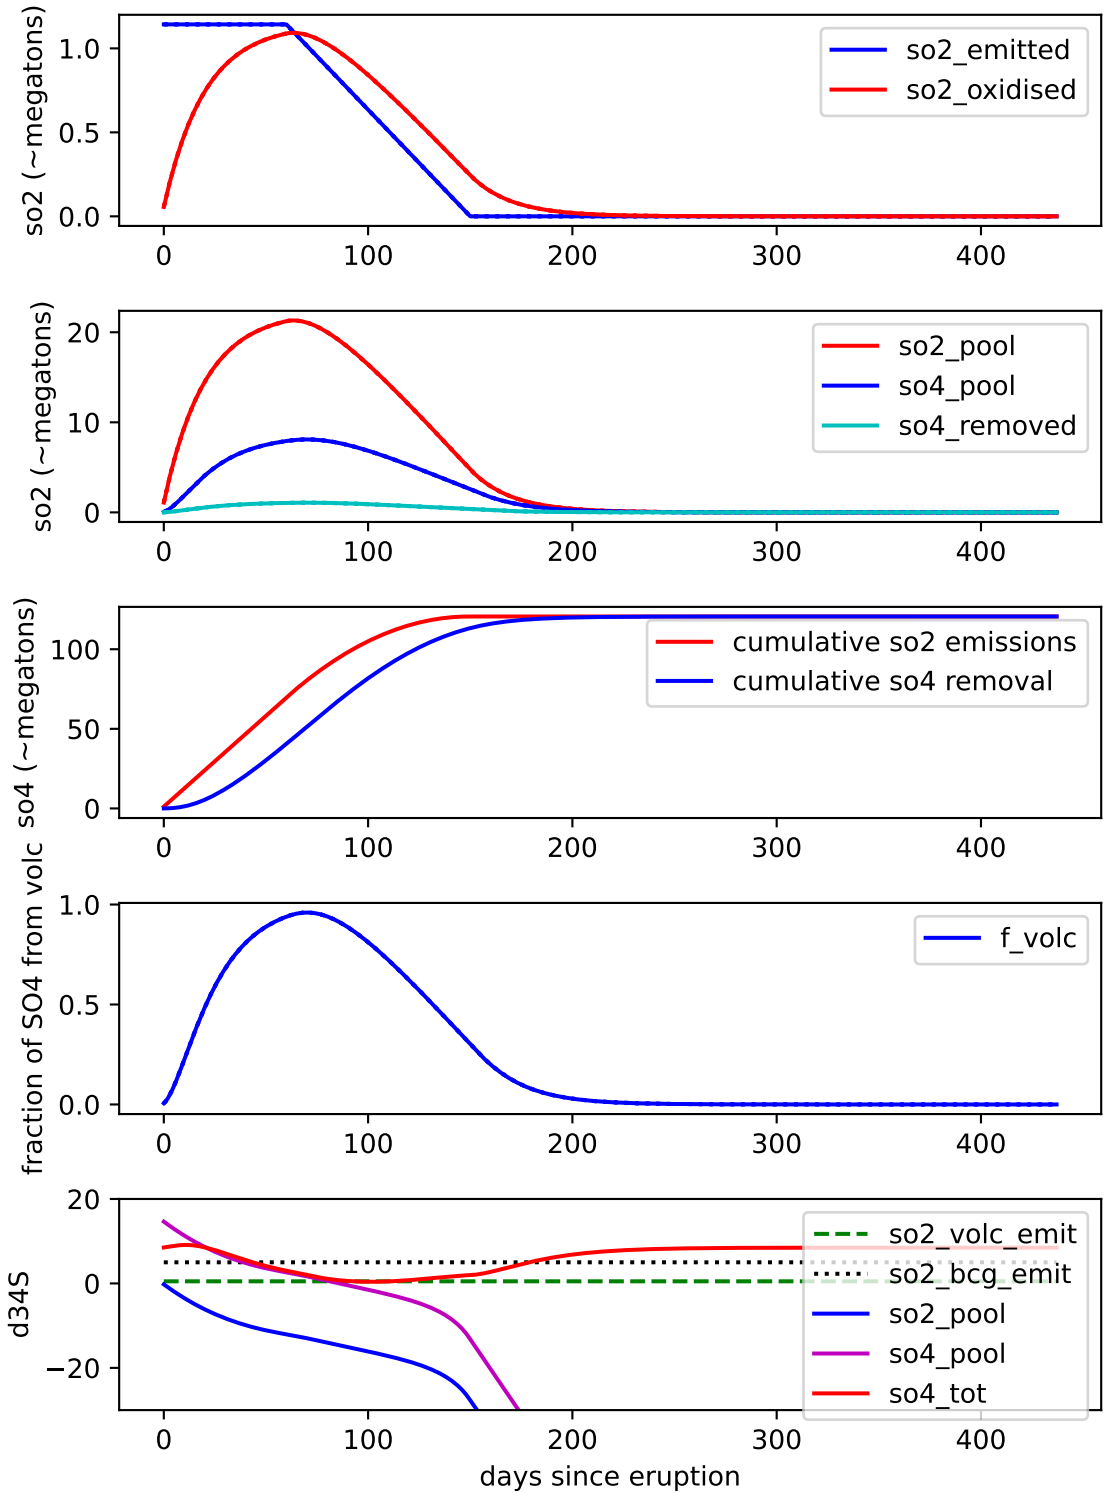 so2 (~megatons)
1.0
0.5
0.0
so2_emitted
so2_oxidised
0 100 200 300 400
so2 (~megatons)
20
10
0
so2_pool
so4_pool
so4_removed
0 100 200 300 400
so4 (~megatons)
100
50
0
cumulative so2 emissions
cumulative so4 removal
0 100 200 300 400
fraction of SO4 from volc
1.0
0.5
0.0
f_volc
0 100 200 300 400
d34S
20
0
−20
so2_volc_emit
so2_bcg_emit
so2_pool
so4_pool
so4_tot
0 100 200 300 400
days since eruption